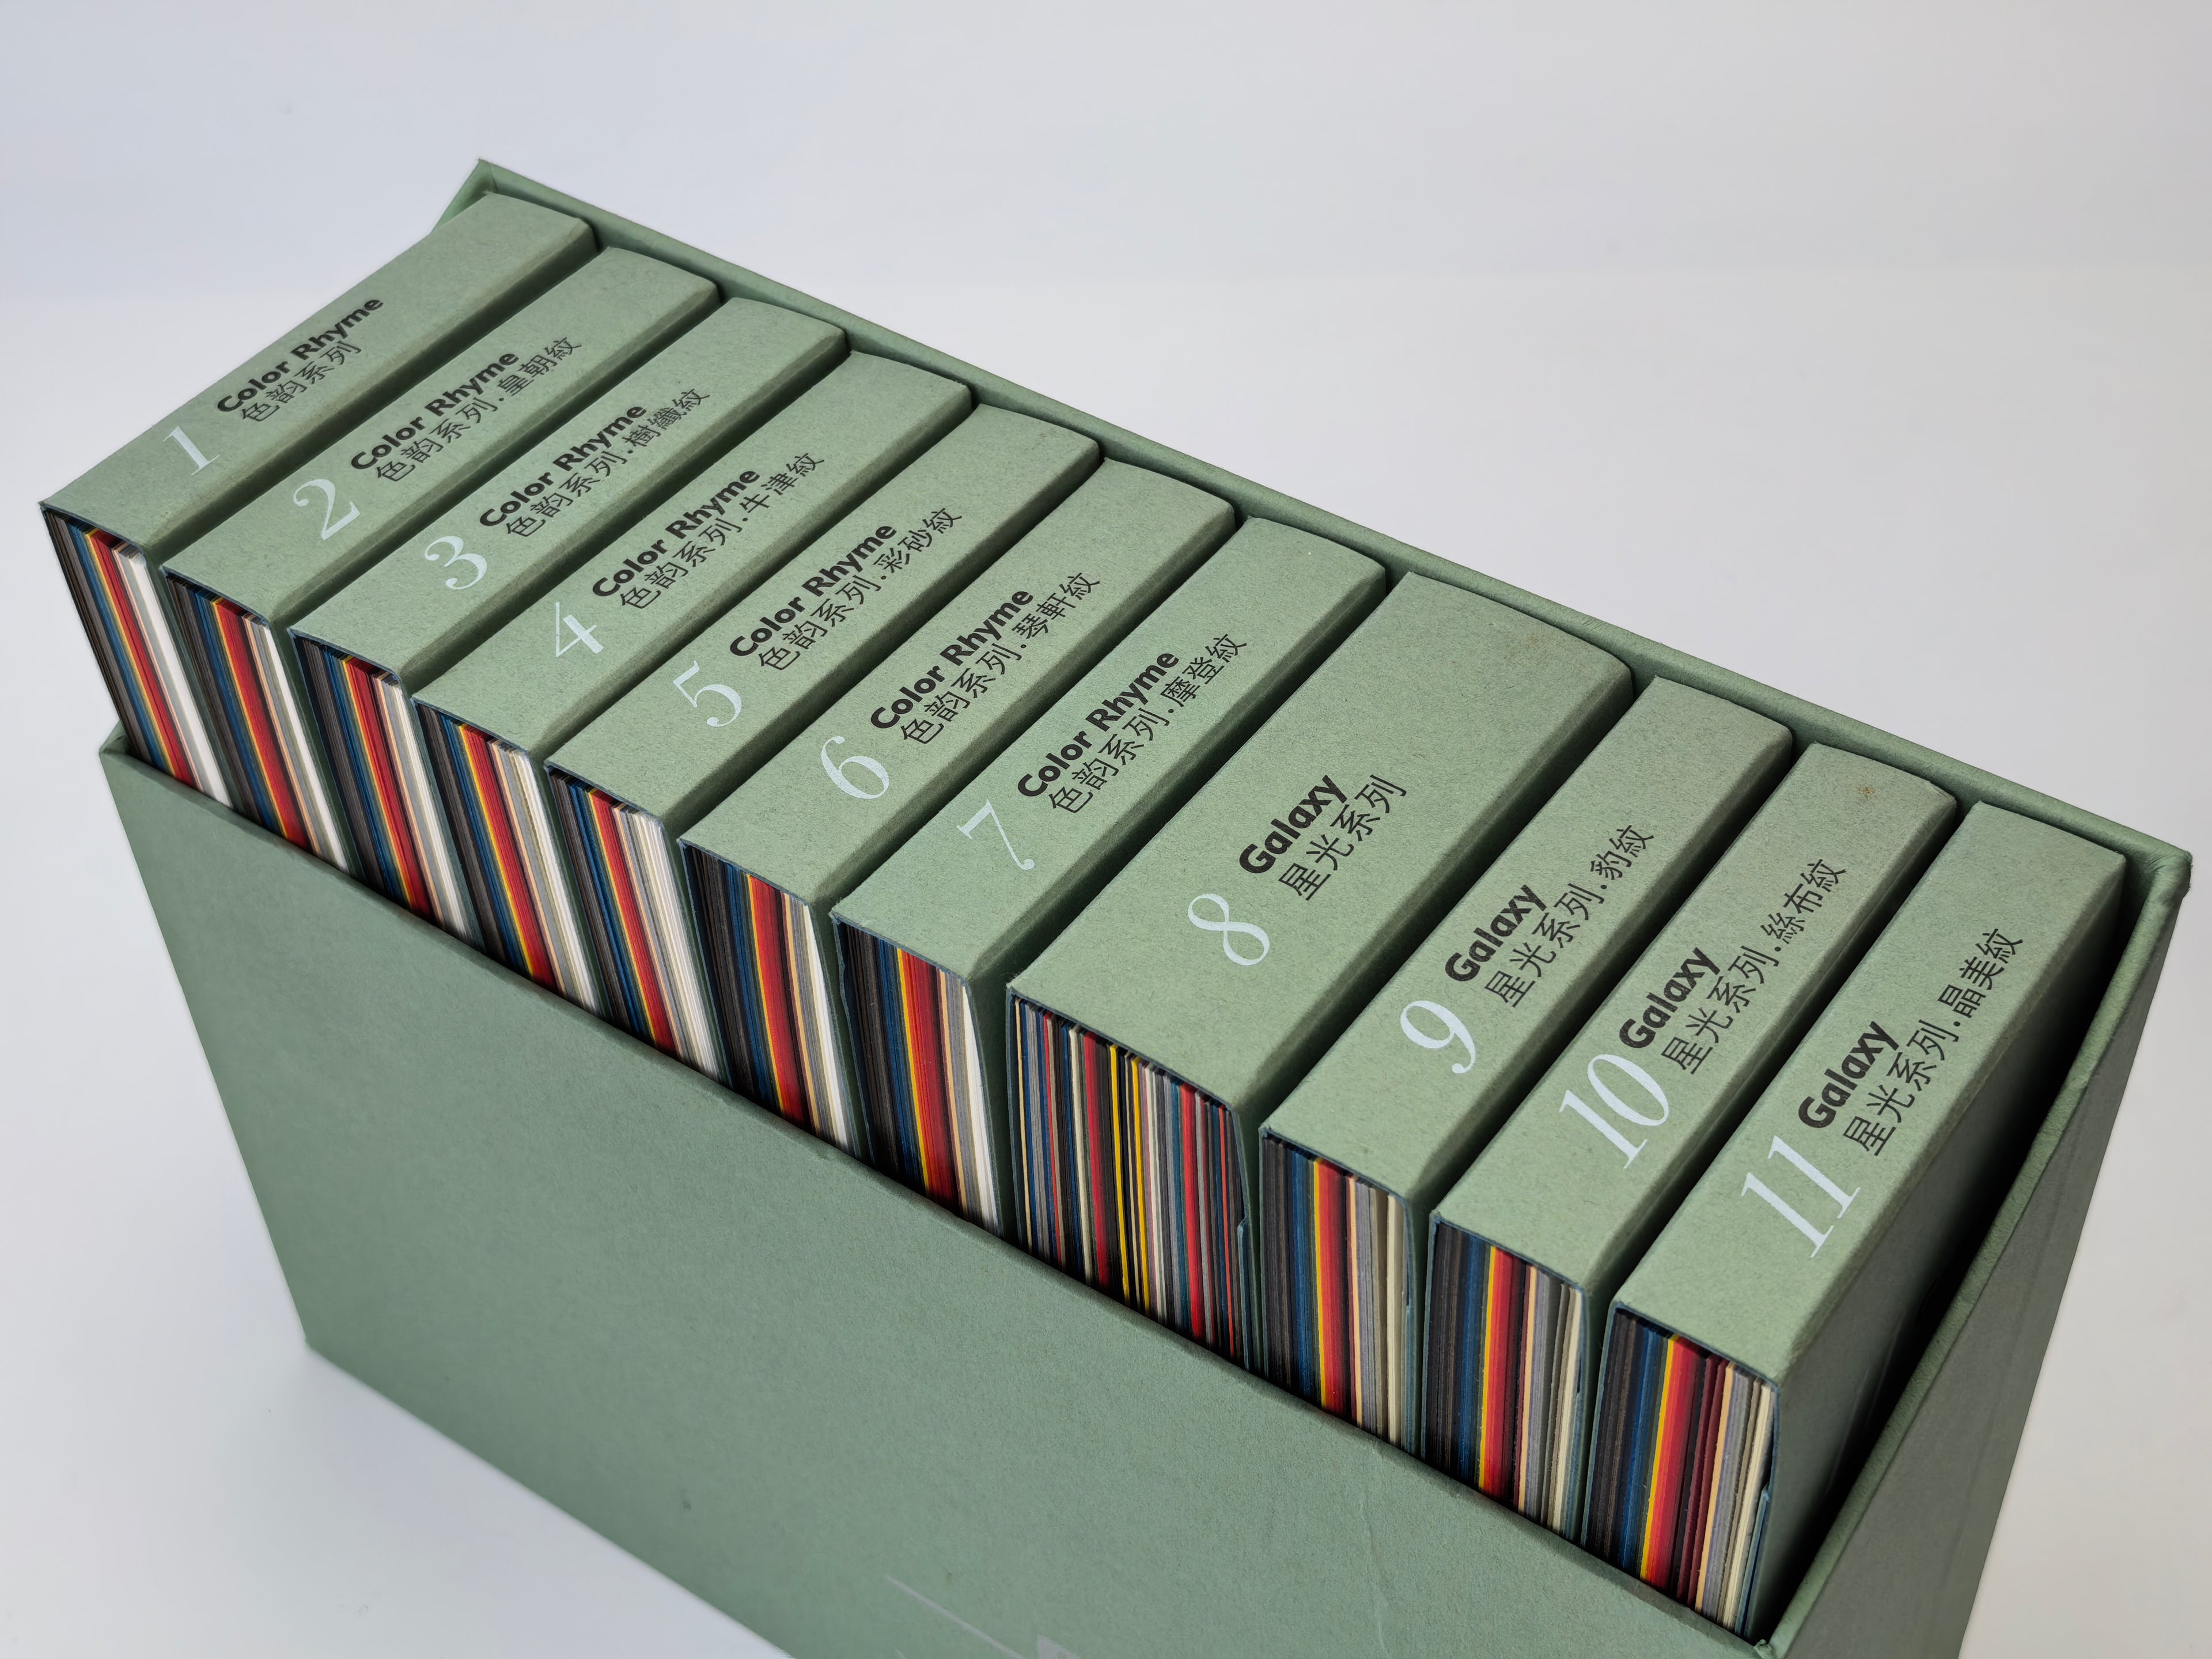 1
Color Rhyme
色韵系列
2
Color Rhyme
色韵系列.皇朝紋
3
Color Rhyme
色韵系列.樹纖紋
4
Color Rhyme
色韵系列.牛津紋
5
Color Rhyme
色韵系列.彩砂紋
6
Color Rhyme
色韵系列.琴軒紋
7
Color Rhyme
色韵系列.摩登紋
8
Galaxy
星光系列
9
Galaxy
星光系列.豹紋
10
Galaxy
星光系列.絲布紋
11
Galaxy
星光系列.晶美紋